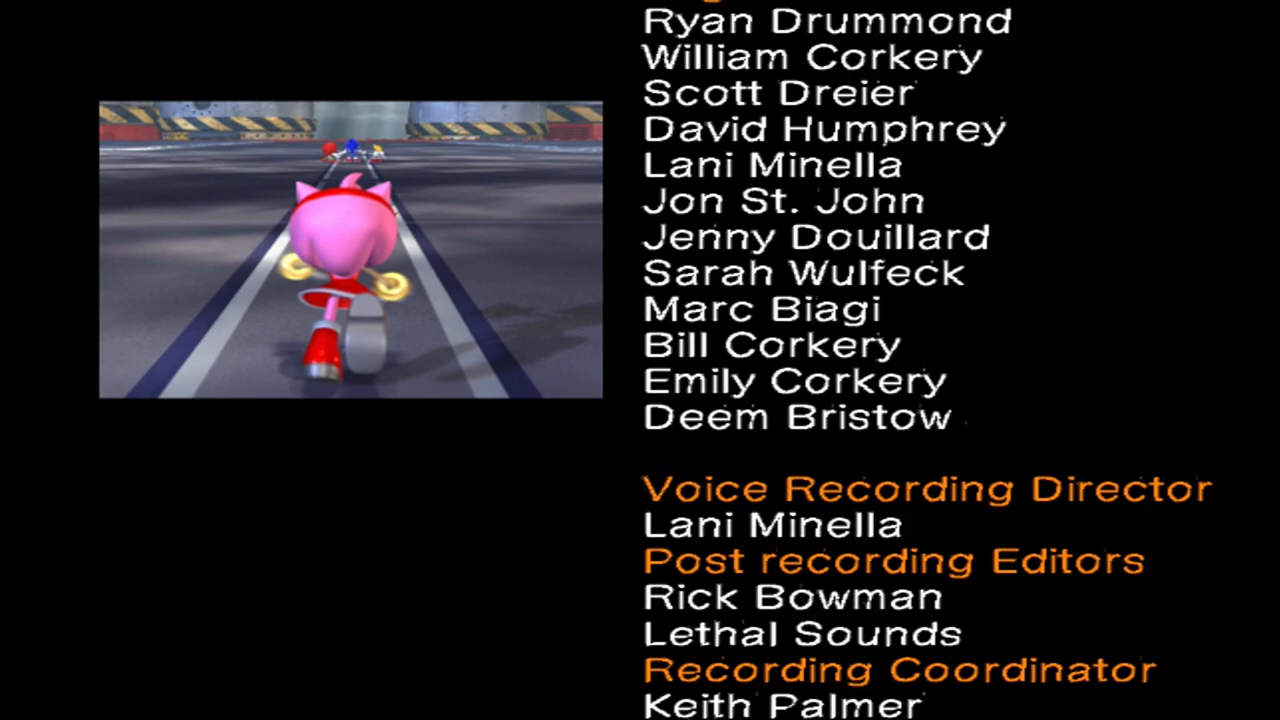 Ryan Drummond
William Corkery
Scott Dreier
David Humphrey
Lani Minella
Jon St. John
Jenny Douillard
Sarah Wulfeck
Marc Biagi
Bill Corkery
Emily Corkery
Deem Bristow
Voice Recording Director
Lani Minella
Post recording Editors
Rick Bowman
Lethal Sounds
Recording Coordinator
Keith Palmer